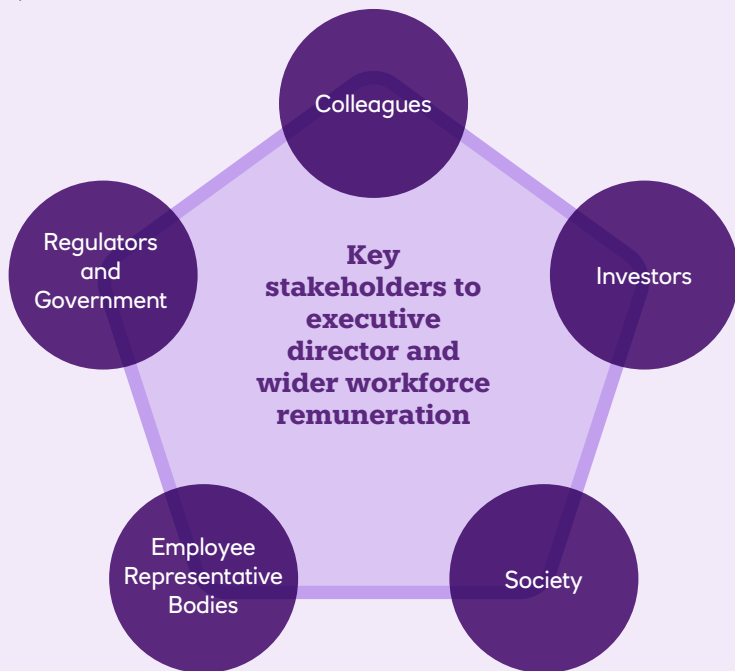 Colleagues
Regulators
and
Government
Key
stakeholders to
executive
director and
wider workforce
remuneration
Investors
Employee
Representative
Bodies
Society